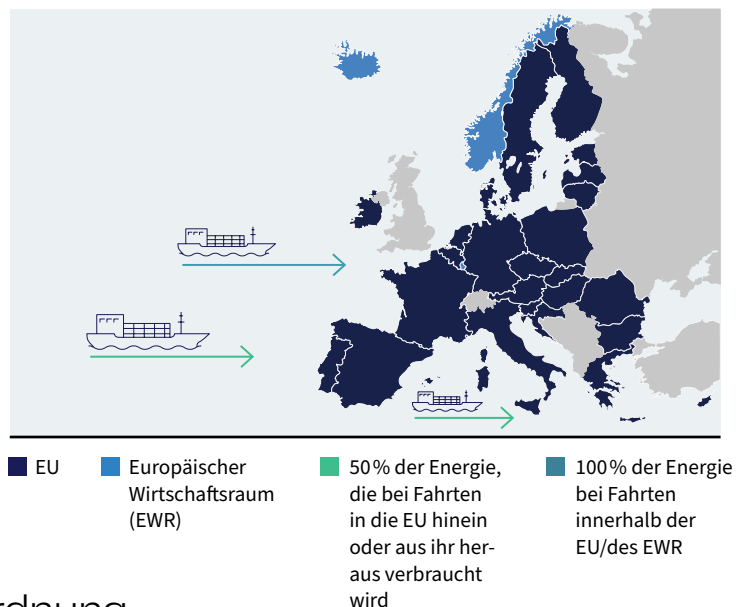 EU
Europäischer
Wirtschaftsraum
(EWR)
50 % der Energie,
die bei Fahrten
in die EU hinein
oder aus ihr her-
aus verbraucht
wird
100 % der Energie
bei Fahrten
innerhalb der
EU/des EWR